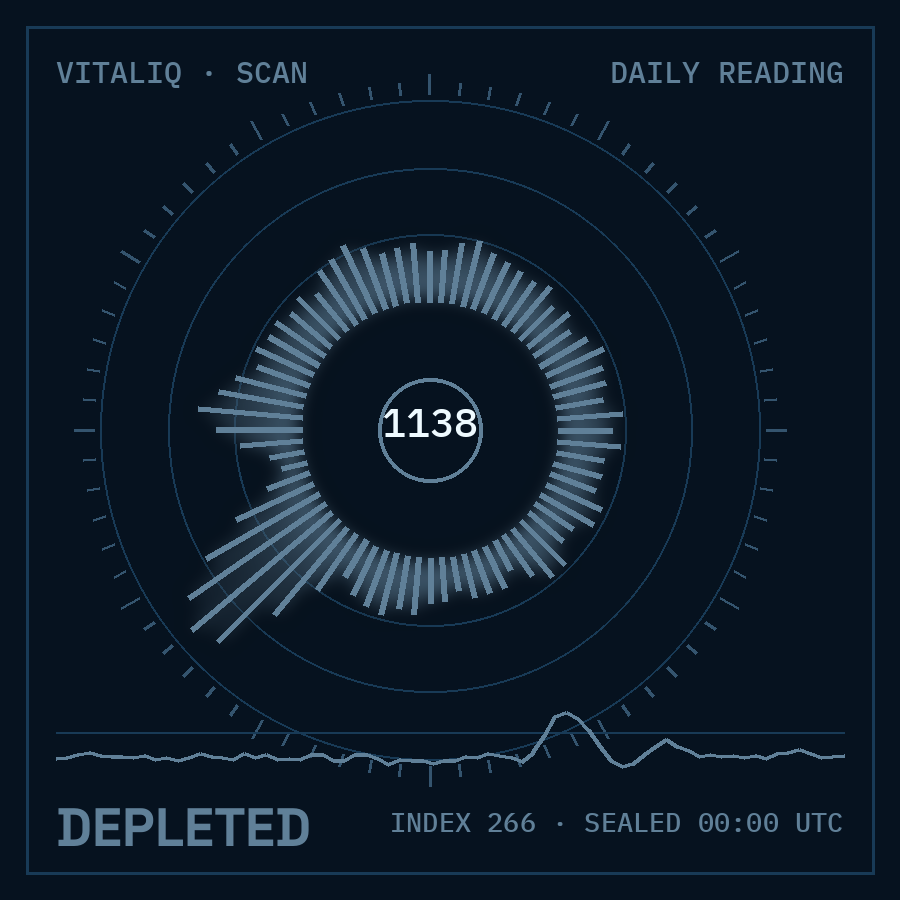 VITALIQ · SCAN
DAILY READING
1138
DEPLETED
INDEX 266 · SEALED 00:00 UTC